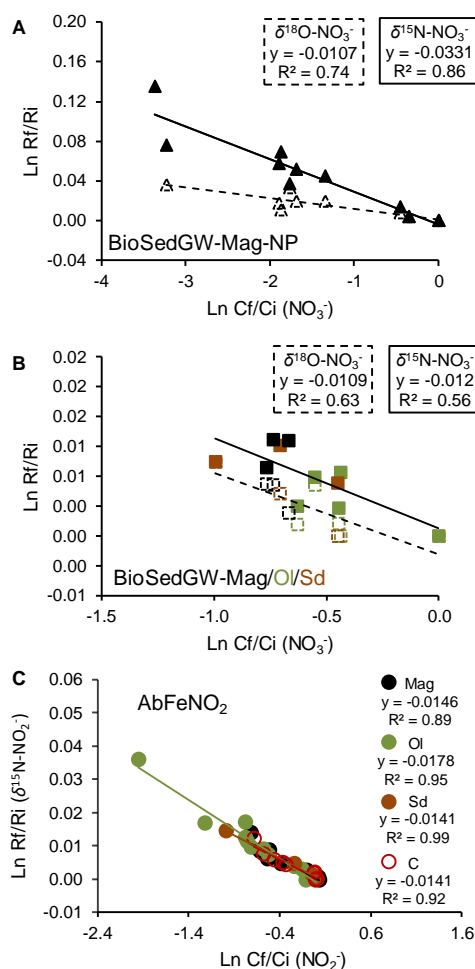 A
δ¹⁸O-NO₃⁻
y = -0.0107
R² = 0.74
δ¹⁵N-NO₃⁻
y = -0.0331
R² = 0.86
Ln Rf/Ri
0.16
0.12
0.08
0.04
0.00
-0.04
BioSedGW-Mag-NP
-4
-3
-2
-1
0
Ln Cf/Ci (NO₃⁻)
B
δ¹⁸O-NO₃⁻
y = -0.0109
R² = 0.63
δ¹⁵N-NO₃⁻
y = -0.012
R² = 0.56
Ln Rf/Ri
0.02
0.02
0.01
0.01
0.00
0.00
-0.01
BioSedGW-Mag/Ol/Sd
-1.5
-1.0
-0.5
0.0
Ln Cf/Ci (NO₃⁻)
C
AbFeNO₂
Mag
y = -0.0146
R² = 0.89
Ol
y = -0.0178
R² = 0.95
Sd
y = -0.0141
R² = 0.99
C
y = -0.0141
R² = 0.92
Ln Rf/Ri (δ¹⁵N-NO₂⁻)
0.06
0.05
0.04
0.03
0.01
0.00
-0.01
-2.4
-1.4
-0.4
0.6
1.6
Ln Cf/Ci (NO₂⁻)